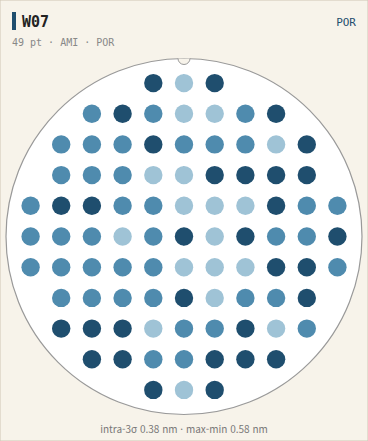 W07
POR
49 pt · AMI · POR
intra-3σ 0.38 nm · max-min 0.58 nm